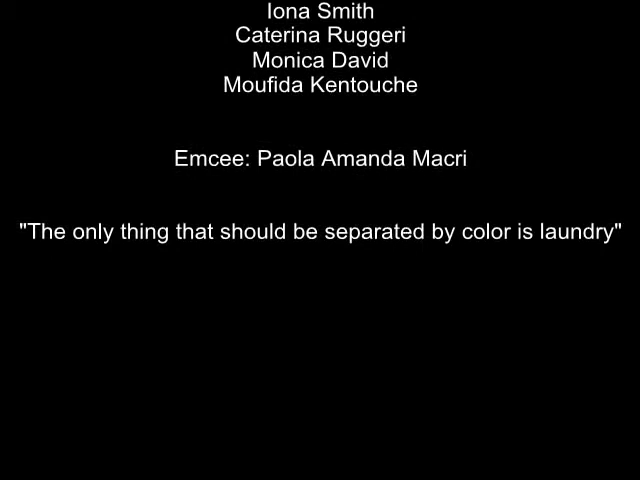 Iona Smith
Caterina Ruggeri
Monica David
Moufida Kentouche
Emcee: Paola Amanda Macri
"The only thing that should be separated by color is laundry"